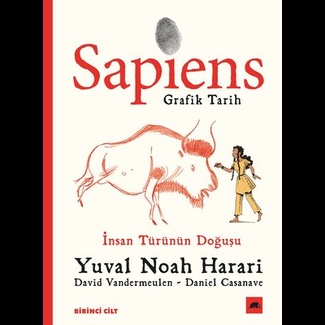 Sapiens
Grafik Tarih
İnsan Türünün Doğuşu
Yuval Noah Harari
David Vandermeulen - Daniel Casanave
BİRİNCİ CİLT